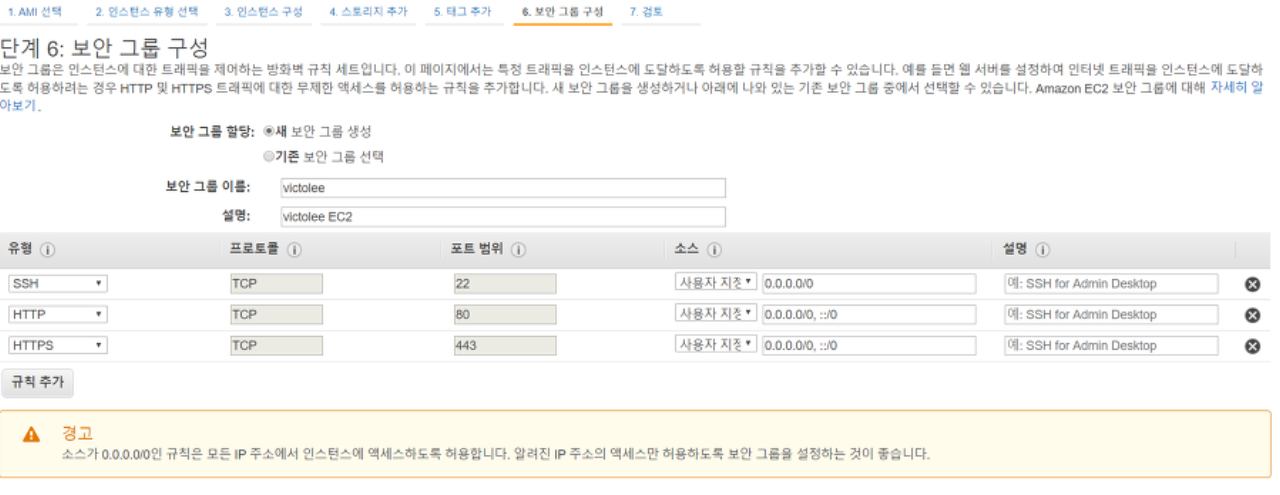 1. AMI 선택 2. 인스턴스 유형 선택 3. 인스턴스 구성 4. 스토리지 추가 5. 태그 추가 6. 보안 그룹 구성 7. 검토
단계 6: 보안 그룹 구성
보안 그룹은 인스턴스에 대한 트래픽을 제어하는 방화벽 규칙 세트입니다. 이 페이지에서는 특정 트래픽을 인스턴스에 도달하도록 허용할 규칙을 추가할 수 있습니다. 예를 들면 웹 서버를 설정하여 인터넷 트래픽을 인스턴스에 도달하
도록 허용하려는 경우 HTTP 및 HTTPS 트래픽에 대한 무제한 액세스를 허용하는 규칙을 추가합니다. 새 보안 그룹을 생성하거나 아래에 나와 있는 기존 보안 그룹 중에서 선택할 수 있습니다. Amazon EC2 보안 그룹에 대해 자세히 알
아보기.
보안 그룹 할당: 새 보안 그룹 생성
기존 보안 그룹 선택
보안 그룹 이름: victolee
설명: victolee EC2
유형 프로토콜 포트 범위 소스 설명
SSH TCP 22 사용자 지정 0.0.0.0/0 예: SSH for Admin Desktop
HTTP TCP 80 사용자 지정 0.0.0.0/0, ::/0 예: SSH for Admin Desktop
HTTPS TCP 443 사용자 지정 0.0.0.0/0, ::/0 예: SSH for Admin Desktop
규칙 추가
경고
소스가 0.0.0.0/0인 규칙은 모든 IP 주소에서 인스턴스에 액세스하도록 허용합니다. 알려진 IP 주소의 액세스만 허용하도록 보안 그룹을 설정하는 것이 좋습니다.